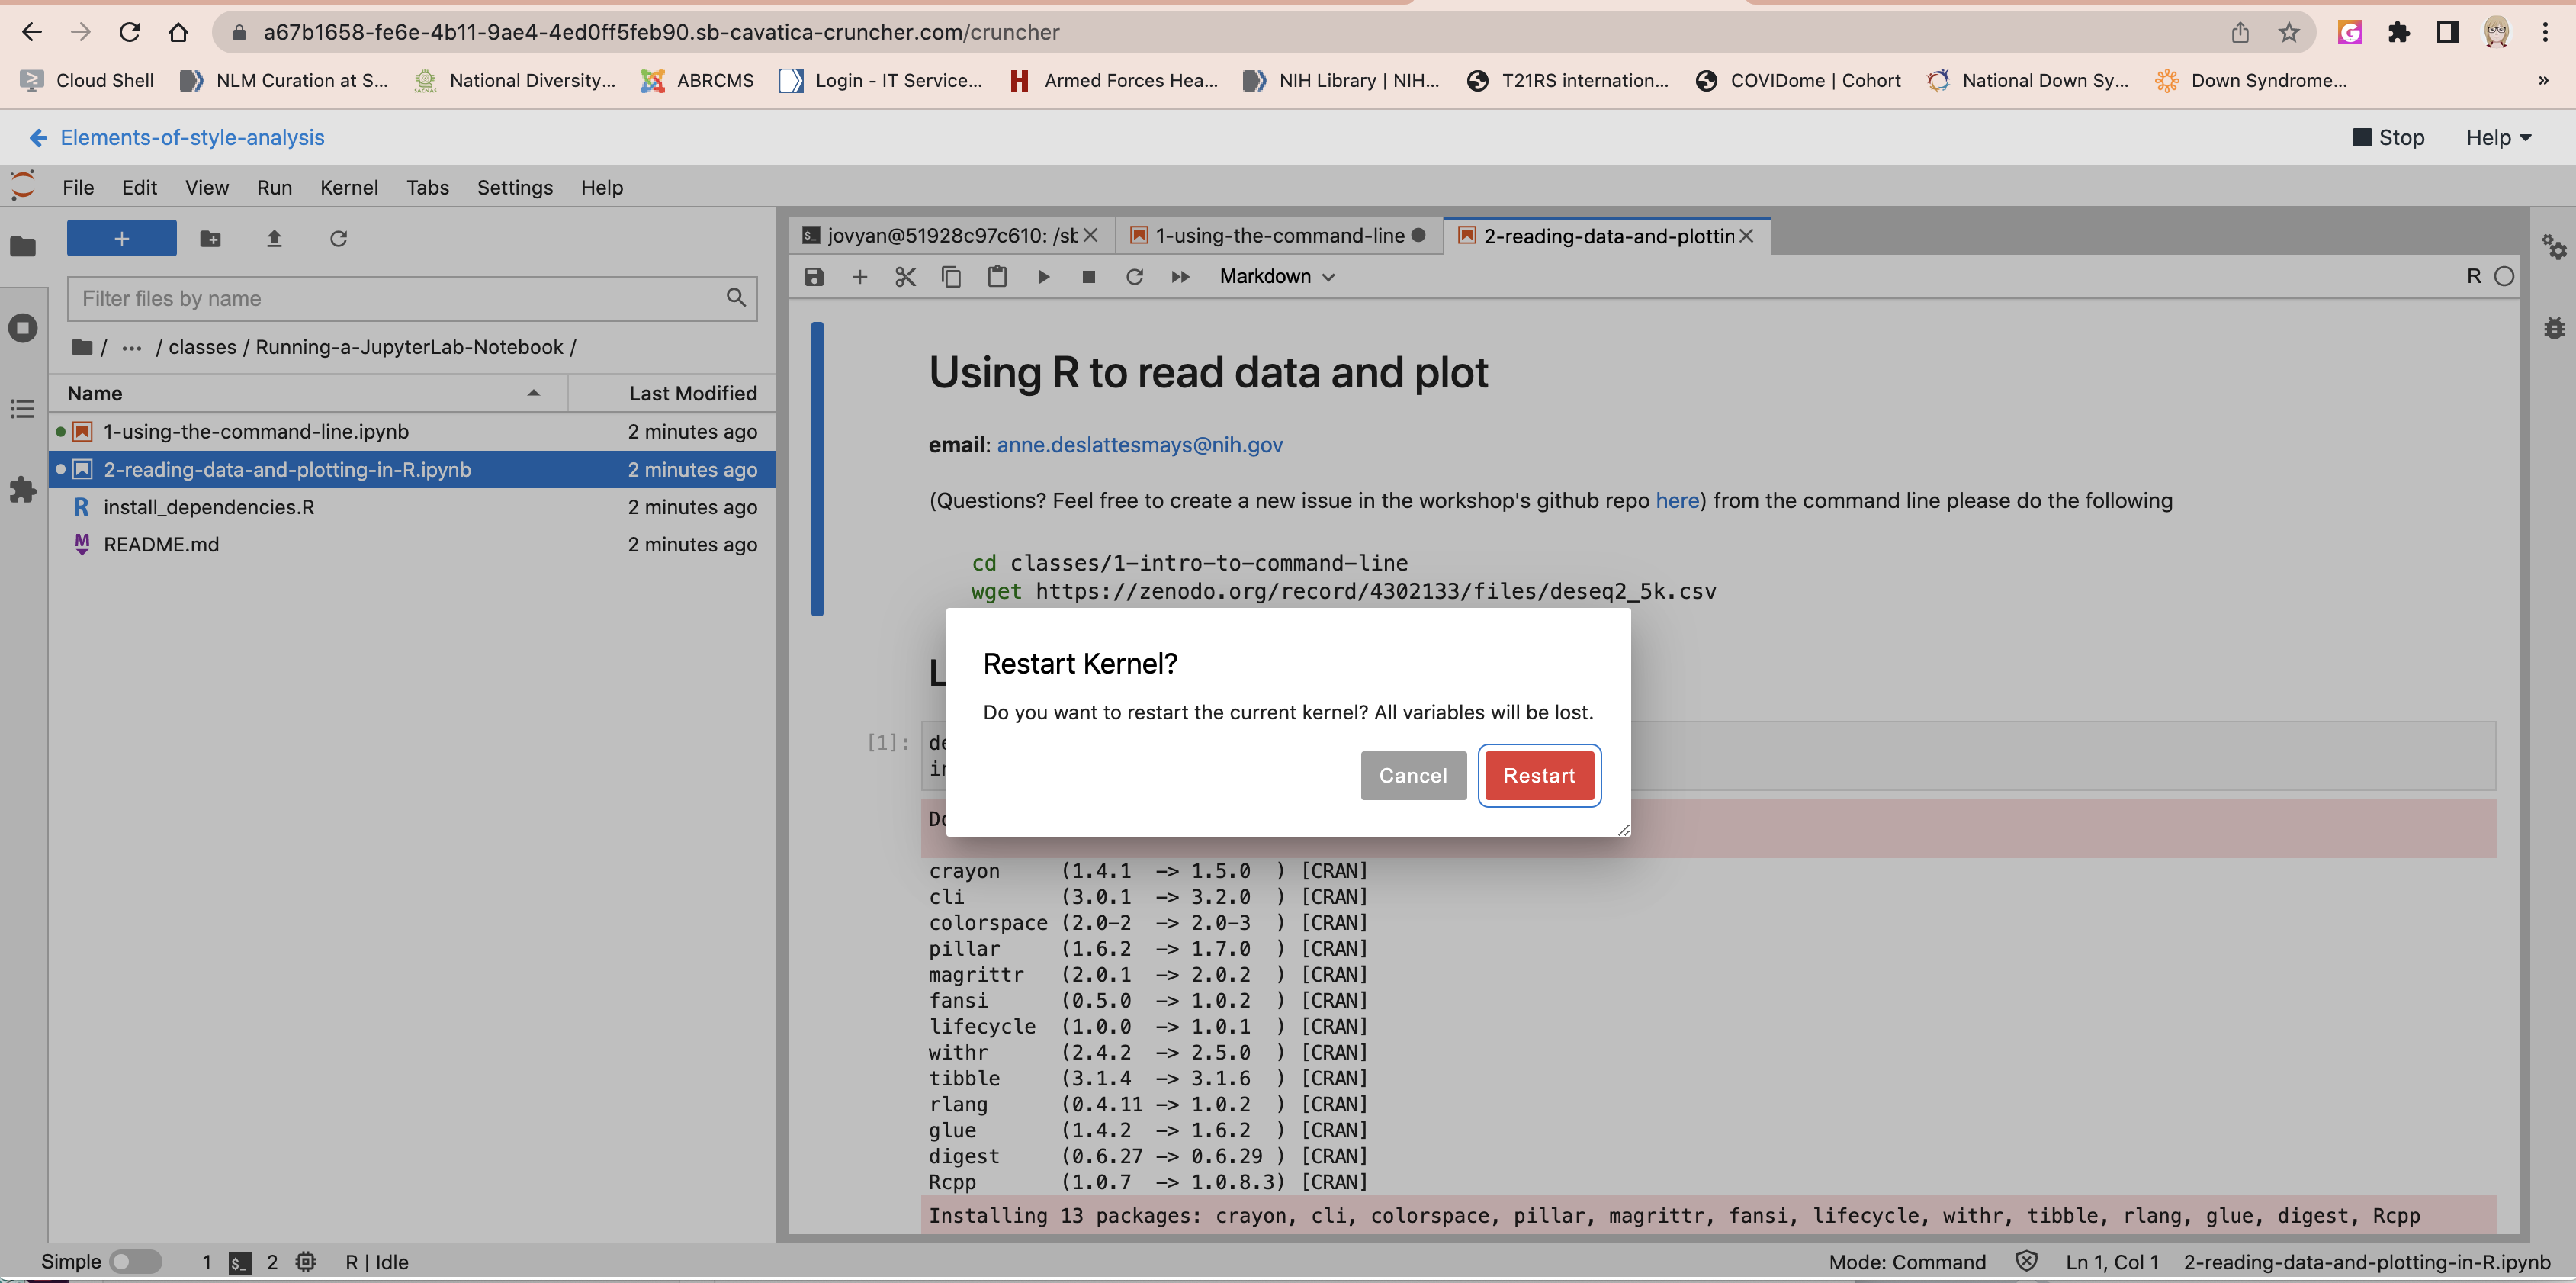 a67b1658-fe6e-4b11-9ae4-4ed0ff5feb90.sb-cavatica-cruncher.com/cruncher
Cloud Shell NLM Curation at S... National Diversity... ABRCMS Login - IT Service... Armed Forces Hea... NIH Library | NIH... T21RS internation... COVIDome | Cohort National Down Sy... Down Syndrome... »
Elements-of-style-analysis Stop Help
File Edit View Run Kernel Tabs Settings Help
jovyan@51928c97c610: /sb 1-using-the-command-line 2-reading-data-and-plottin
Markdown R
Filter files by name
/ ... / classes / Running-a-JupyterLab-Notebook /
Name Last Modified
1-using-the-command-line.ipynb 2 minutes ago
2-reading-data-and-plotting-in-R.ipynb 2 minutes ago
install_dependencies.R 2 minutes ago
README.md 2 minutes ago
Using R to read data and plot
email: anne.deslattesmays@nih.gov
(Questions? Feel free to create a new issue in the workshop's github repo here) from the command line please do the following
cd classes/1-intro-to-command-line
wget https://zenodo.org/record/4302133/files/deseq2_5k.csv
Restart Kernel?
Do you want to restart the current kernel? All variables will be lost.
Cancel Restart
[1]:
crayon (1.4.1 -> 1.5.0 ) [CRAN]
cli (3.0.1 -> 3.2.0 ) [CRAN]
colorspace (2.0-2 -> 2.0-3 ) [CRAN]
pillar (1.6.2 -> 1.7.0 ) [CRAN]
magrittr (2.0.1 -> 2.0.2 ) [CRAN]
fansi (0.5.0 -> 1.0.2 ) [CRAN]
lifecycle (1.0.0 -> 1.0.1 ) [CRAN]
withr (2.4.2 -> 2.5.0 ) [CRAN]
tibble (3.1.4 -> 3.1.6 ) [CRAN]
rlang (0.4.11 -> 1.0.2 ) [CRAN]
glue (1.4.2 -> 1.6.2 ) [CRAN]
digest (0.6.27 -> 0.6.29 ) [CRAN]
Rcpp (1.0.7 -> 1.0.8.3) [CRAN]
Installing 13 packages: crayon, cli, colorspace, pillar, magrittr, fansi, lifecycle, withr, tibble, rlang, glue, digest, Rcpp
Simple 1 2 R | Idle Mode: Command Ln 1, Col 1 2-reading-data-and-plotting-in-R.ipynb